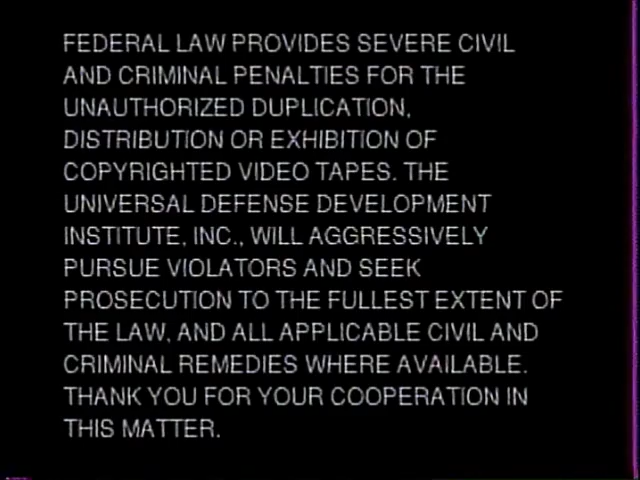 FEDERAL LAW PROVIDES SEVERE CIVIL
AND CRIMINAL PENALTIES FOR THE
UNAUTHORIZED DUPLICATION,
DISTRIBUTION OR EXHIBITION OF
COPYRIGHTED VIDEO TAPES. THE
UNIVERSAL DEFENSE DEVELOPMENT
INSTITUTE, INC., WILL AGGRESSIVELY
PURSUE VIOLATORS AND SEEK
PROSECUTION TO THE FULLEST EXTENT OF
THE LAW, AND ALL APPLICABLE CIVIL AND
CRIMINAL REMEDIES WHERE AVAILABLE.
THANK YOU FOR YOUR COOPERATION IN
THIS MATTER.